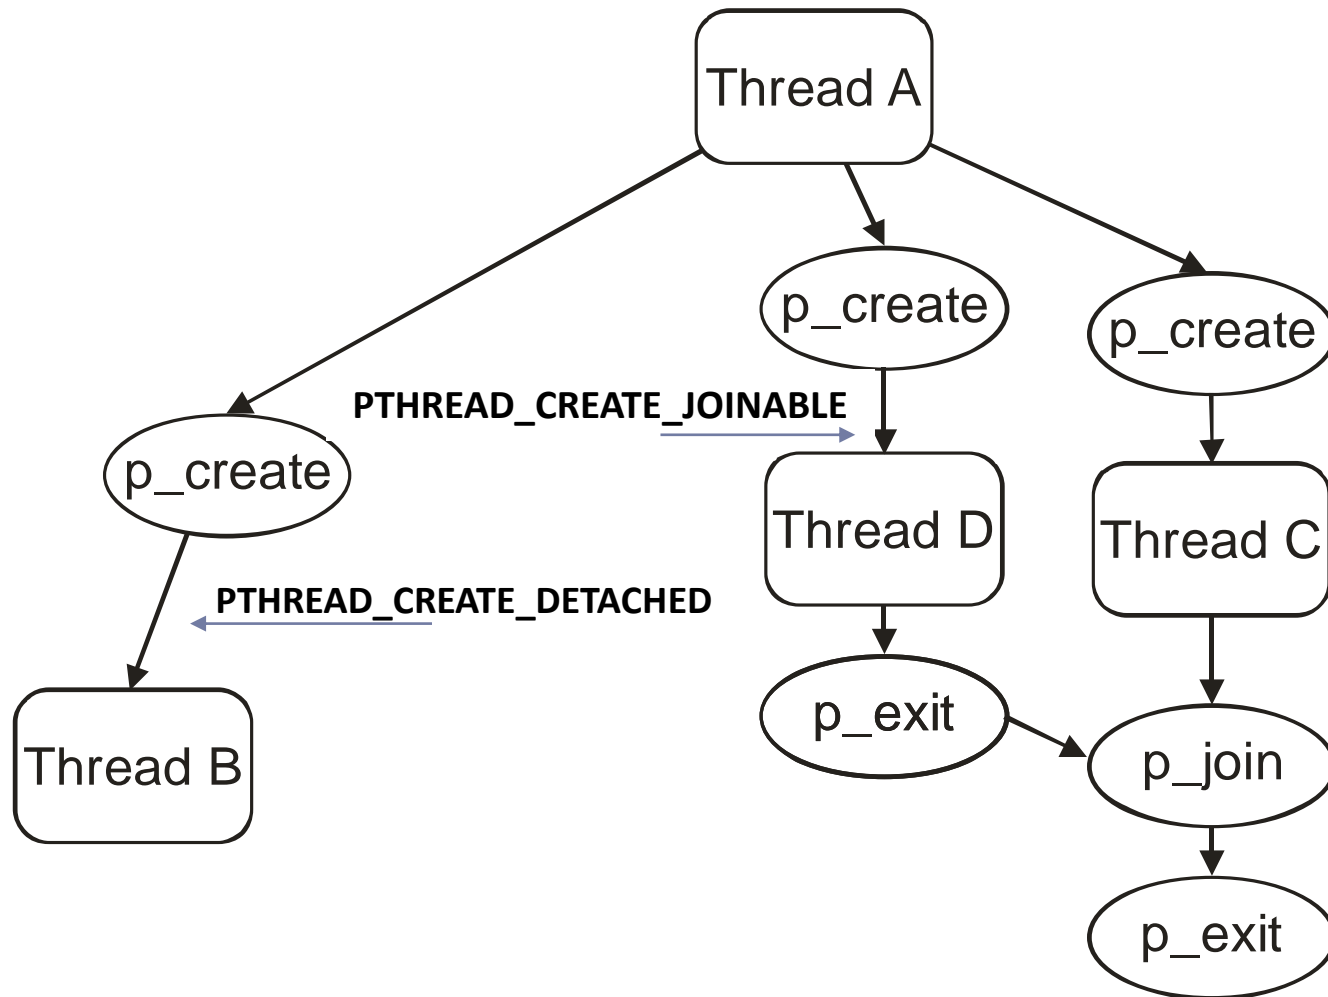 Thread A
p_create
p_create
PTHREAD_CREATE_JOINABLE
p_create
Thread D
Thread C
PTHREAD_CREATE_DETACHED
p_exit
Thread B
p_join
p_exit